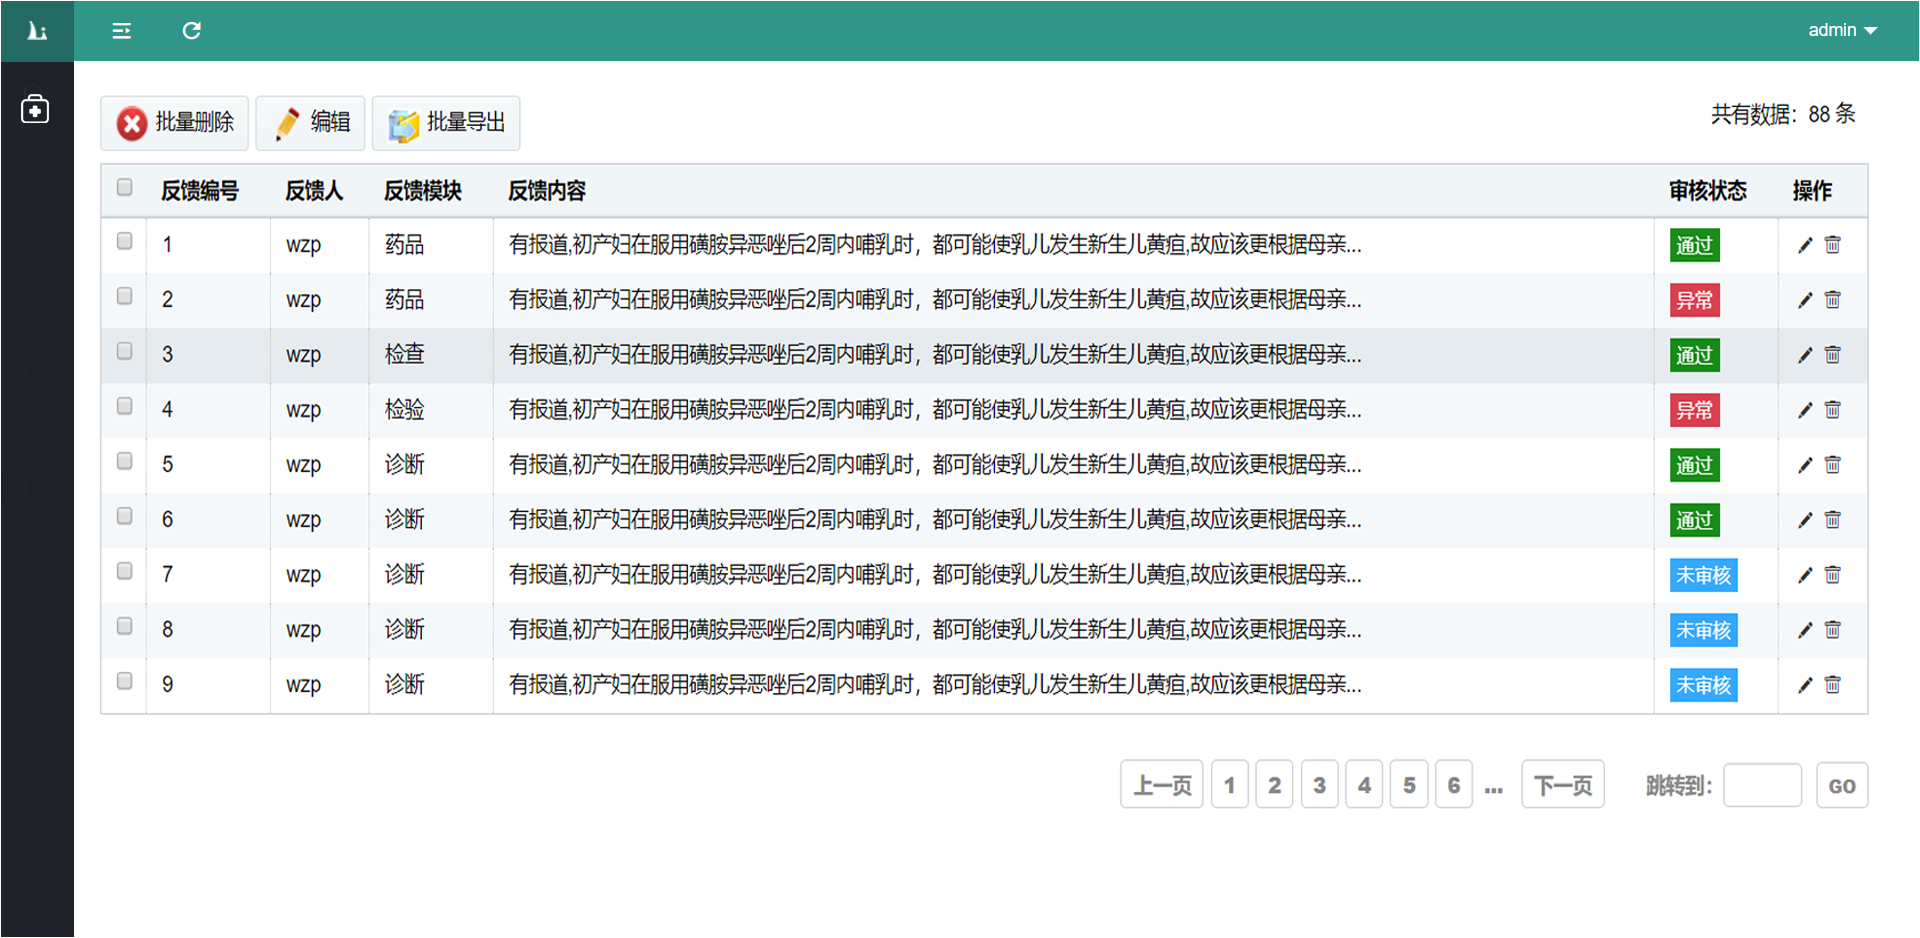 admin
批量删除 编辑 批量导出 共有数据：88 条
反馈编号 反馈人 反馈模块 反馈内容 审核状态 操作
1 wzp 药品 有报道,初产妇在服用磺胺异恶唑后2周内哺乳时，都可能使乳儿发生新生儿黄疸,故应该更根据母亲... 通过
2 wzp 药品 有报道,初产妇在服用磺胺异恶唑后2周内哺乳时，都可能使乳儿发生新生儿黄疸,故应该更根据母亲... 异常
3 wzp 检查 有报道,初产妇在服用磺胺异恶唑后2周内哺乳时，都可能使乳儿发生新生儿黄疸,故应该更根据母亲... 通过
4 wzp 检验 有报道,初产妇在服用磺胺异恶唑后2周内哺乳时，都可能使乳儿发生新生儿黄疸,故应该更根据母亲... 异常
5 wzp 诊断 有报道,初产妇在服用磺胺异恶唑后2周内哺乳时，都可能使乳儿发生新生儿黄疸,故应该更根据母亲... 通过
6 wzp 诊断 有报道,初产妇在服用磺胺异恶唑后2周内哺乳时，都可能使乳儿发生新生儿黄疸,故应该更根据母亲... 通过
7 wzp 诊断 有报道,初产妇在服用磺胺异恶唑后2周内哺乳时，都可能使乳儿发生新生儿黄疸,故应该更根据母亲... 未审核
8 wzp 诊断 有报道,初产妇在服用磺胺异恶唑后2周内哺乳时，都可能使乳儿发生新生儿黄疸,故应该更根据母亲... 未审核
9 wzp 诊断 有报道,初产妇在服用磺胺异恶唑后2周内哺乳时，都可能使乳儿发生新生儿黄疸,故应该更根据母亲... 未审核
上一页 1 2 3 4 5 6 ... 下一页 跳转到： GO